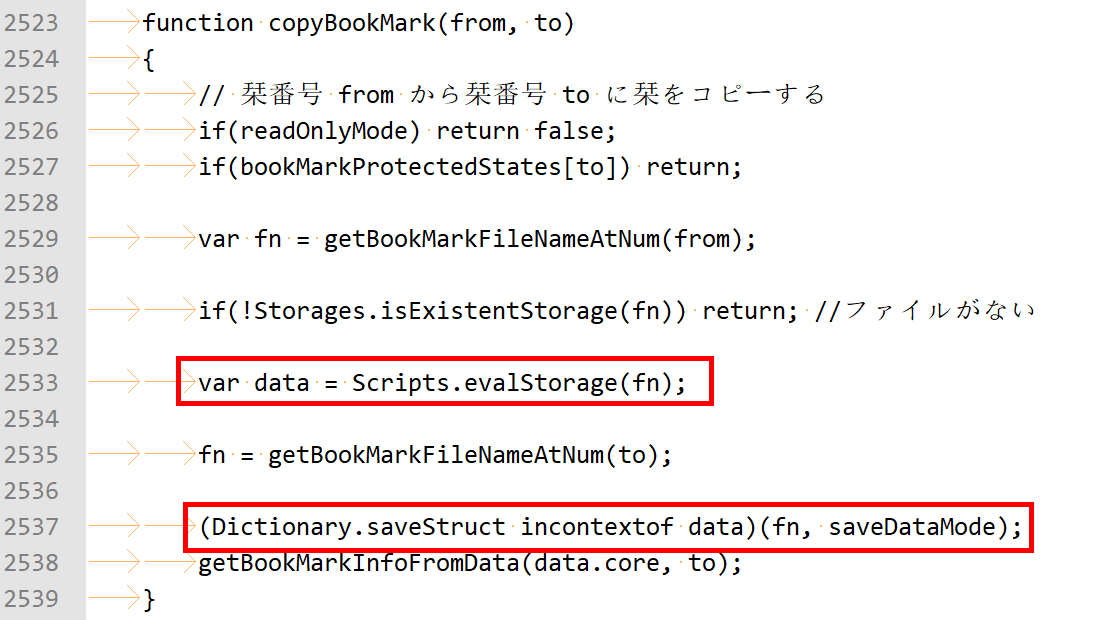 2523 function copyBookMark(from, to)
2524 {
2525 // 栞番号 from から栞番号 to に栞をコピーする
2526 if(readOnlyMode) return false;
2527 if(bookMarkProtectedStates[to]) return;
2528
2529 var fn = getBookMarkFileNameAtNum(from);
2530
2531 if(!Storages.isExistentStorage(fn)) return; //ファイルがない
2532
2533 var data = Scripts.evalStorage(fn);
2534
2535 fn = getBookMarkFileNameAtNum(to);
2536
2537 (Dictionary.saveStruct incontextof data)(fn, saveDataMode);
2538 getBookMarkInfoFromData(data.core, to);
2539 }